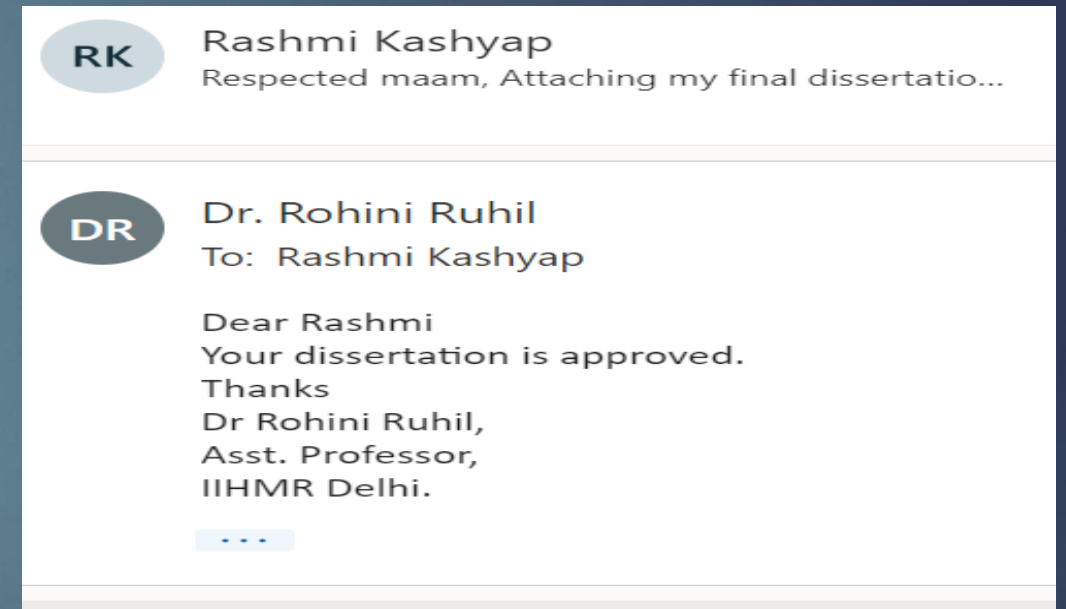 RK
Rashmi Kashyap
Respected maam, Attaching my final dissertatio...
DR
Dr. Rohini Ruhil
To: Rashmi Kashyap
Dear Rashmi
Your dissertation is approved.
Thanks
Dr Rohini Ruhil,
Asst. Professor,
IIHMR Delhi.
...